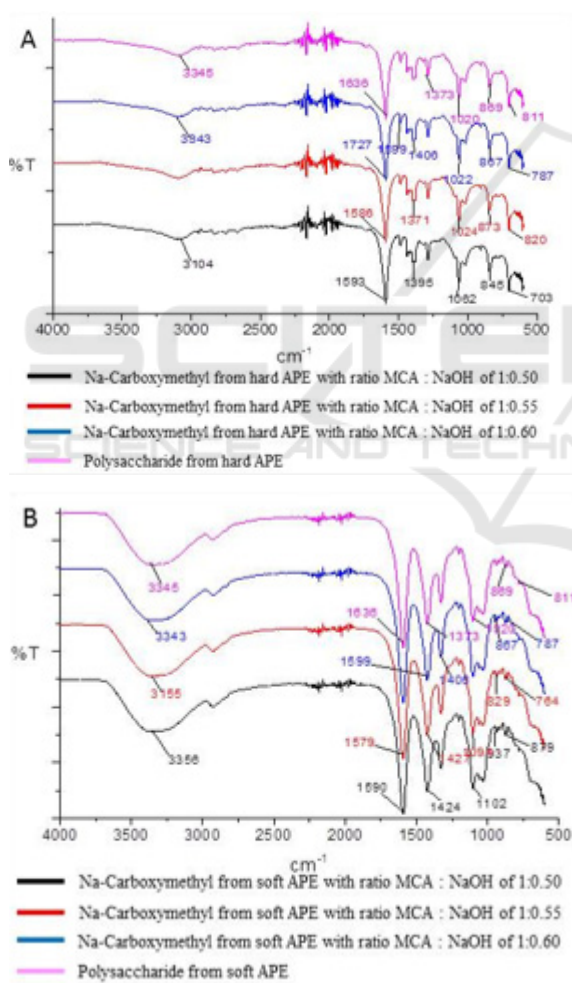 A
3345
1636
1373
1020
869
811
3343
1727
1599
1406
1022
867
787
%T
1586
1371
1024
873
820
3104
1593
1395
1062
845
703
4000 3500 3000 2500 2000 1500 1000 500
cm-1
Na-Carboxymethyl from hard APE with ratio MCA : NaOH of 1:0.50
Na-Carboxymethyl from hard APE with ratio MCA : NaOH of 1:0.55
Na-Carboxymethyl from hard APE with ratio MCA : NaOH of 1:0.60
Polysaccharide from hard APE
SCIENCE AND TECHN
B
3345
1636
1373
869
811
3343
1599
1406
867
787
%T
3155
1579
1427
829
764
3356
1590
1424
1102
937
879
4000 3500 3000 2500 2000 1500 1000 500
cm-1
Na-Carboxymethyl from soft APE with ratio MCA : NaOH of 1:0.50
Na-Carboxymethyl from soft APE with ratio MCA : NaOH of 1:0.55
Na-Carboxymethyl from soft APE with ratio MCA : NaOH of 1:0.60
Polysaccharide from soft APE